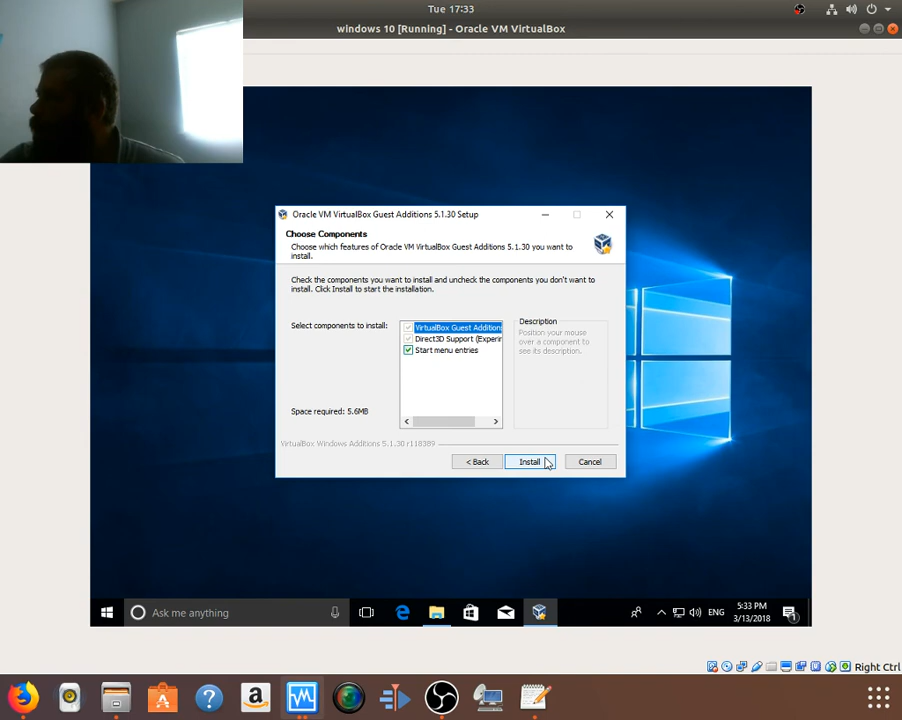 Tue 17:33
windows 10 [Running] - Oracle VM VirtualBox
Oracle VM VirtualBox Guest Additions 5.1.30 Setup
Choose Components
Choose which features of Oracle VM VirtualBox Guest Additions 5.1.30 you want to
install.
Check the components you want to install and uncheck the components you don't want to
install. Click Install to start the installation.
Select components to install:
VirtualBox Guest Addition
Direct3D Support (Experi
Start menu entries
Description
Position your mouse
over a component to
see its description.
Space required: 5.6MB
VirtualBox Windows Additions 5.1.30 r118389
< Back
Install
Cancel
Ask me anything
ENG
5:33 PM
3/13/2018
1
Right Ctrl